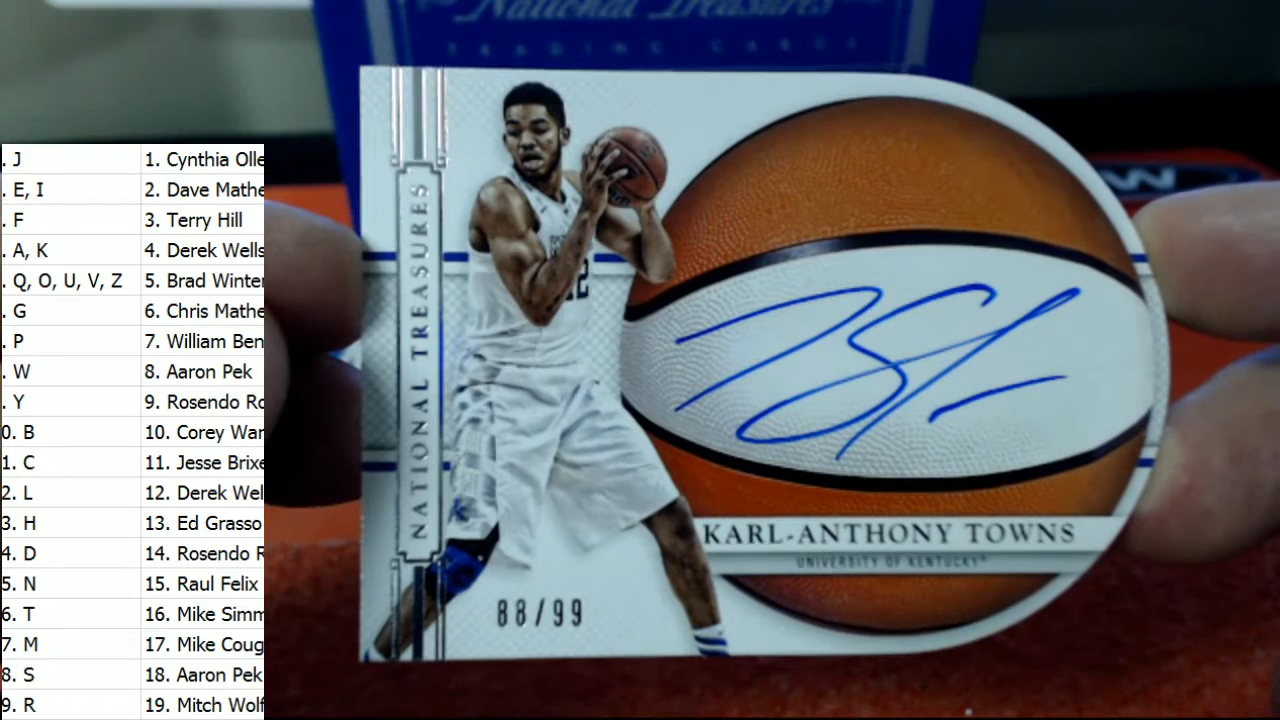 National Treasures
TRADING CARDS
. J 1. Cynthia Olle
. E, I 2. Dave Mathe
. F 3. Terry Hill
. A, K 4. Derek Wells
. Q, O, U, V, Z 5. Brad Winter
. G 6. Chris Mathe
. P 7. William Ben
. W 8. Aaron Pek
. Y 9. Rosendo Ro
0. B 10. Corey War
1. C 11. Jesse Brixe
2. L 12. Derek Wel
3. H 13. Ed Grasso
4. D 14. Rosendo R
5. N 15. Raul Felix
6. T 16. Mike Simm
7. M 17. Mike Coug
8. S 18. Aaron Pek
9. R 19. Mitch Wolf
NATIONAL TREASURES
KARL-ANTHONY TOWNS
UNIVERSITY OF KENTUCKY
88/99